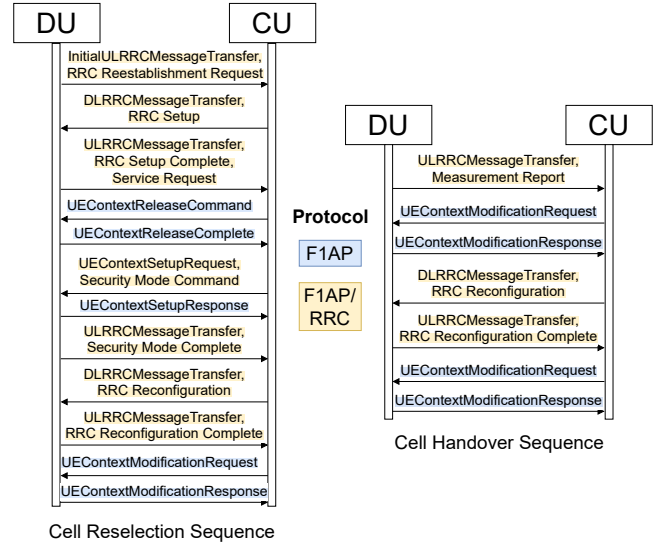 DU
CU
InitialULRRCMessageTransfer,
RRC Reestablishment Request
DLRRCMessageTransfer,
RRC Setup
ULRRCMessageTransfer,
RRC Setup Complete,
Service Request
UEContextReleaseCommand
UEContextReleaseComplete
UEContextSetupRequest,
Security Mode Command
UEContextSetupResponse
ULRRCMessageTransfer,
Security Mode Complete
DLRRCMessageTransfer,
RRC Reconfiguration
ULRRCMessageTransfer,
RRC Reconfiguration Complete
UEContextModificationRequest
UEContextModificationResponse
Cell Reselection Sequence
Protocol
F1AP
F1AP/
RRC
DU
CU
ULRRCMessageTransfer,
Measurement Report
UEContextModificationRequest
UEContextModificationResponse
DLRRCMessageTransfer,
RRC Reconfiguration
ULRRCMessageTransfer,
RRC Reconfiguration Complete
UEContextModificationRequest
UEContextModificationResponse
Cell Handover Sequence